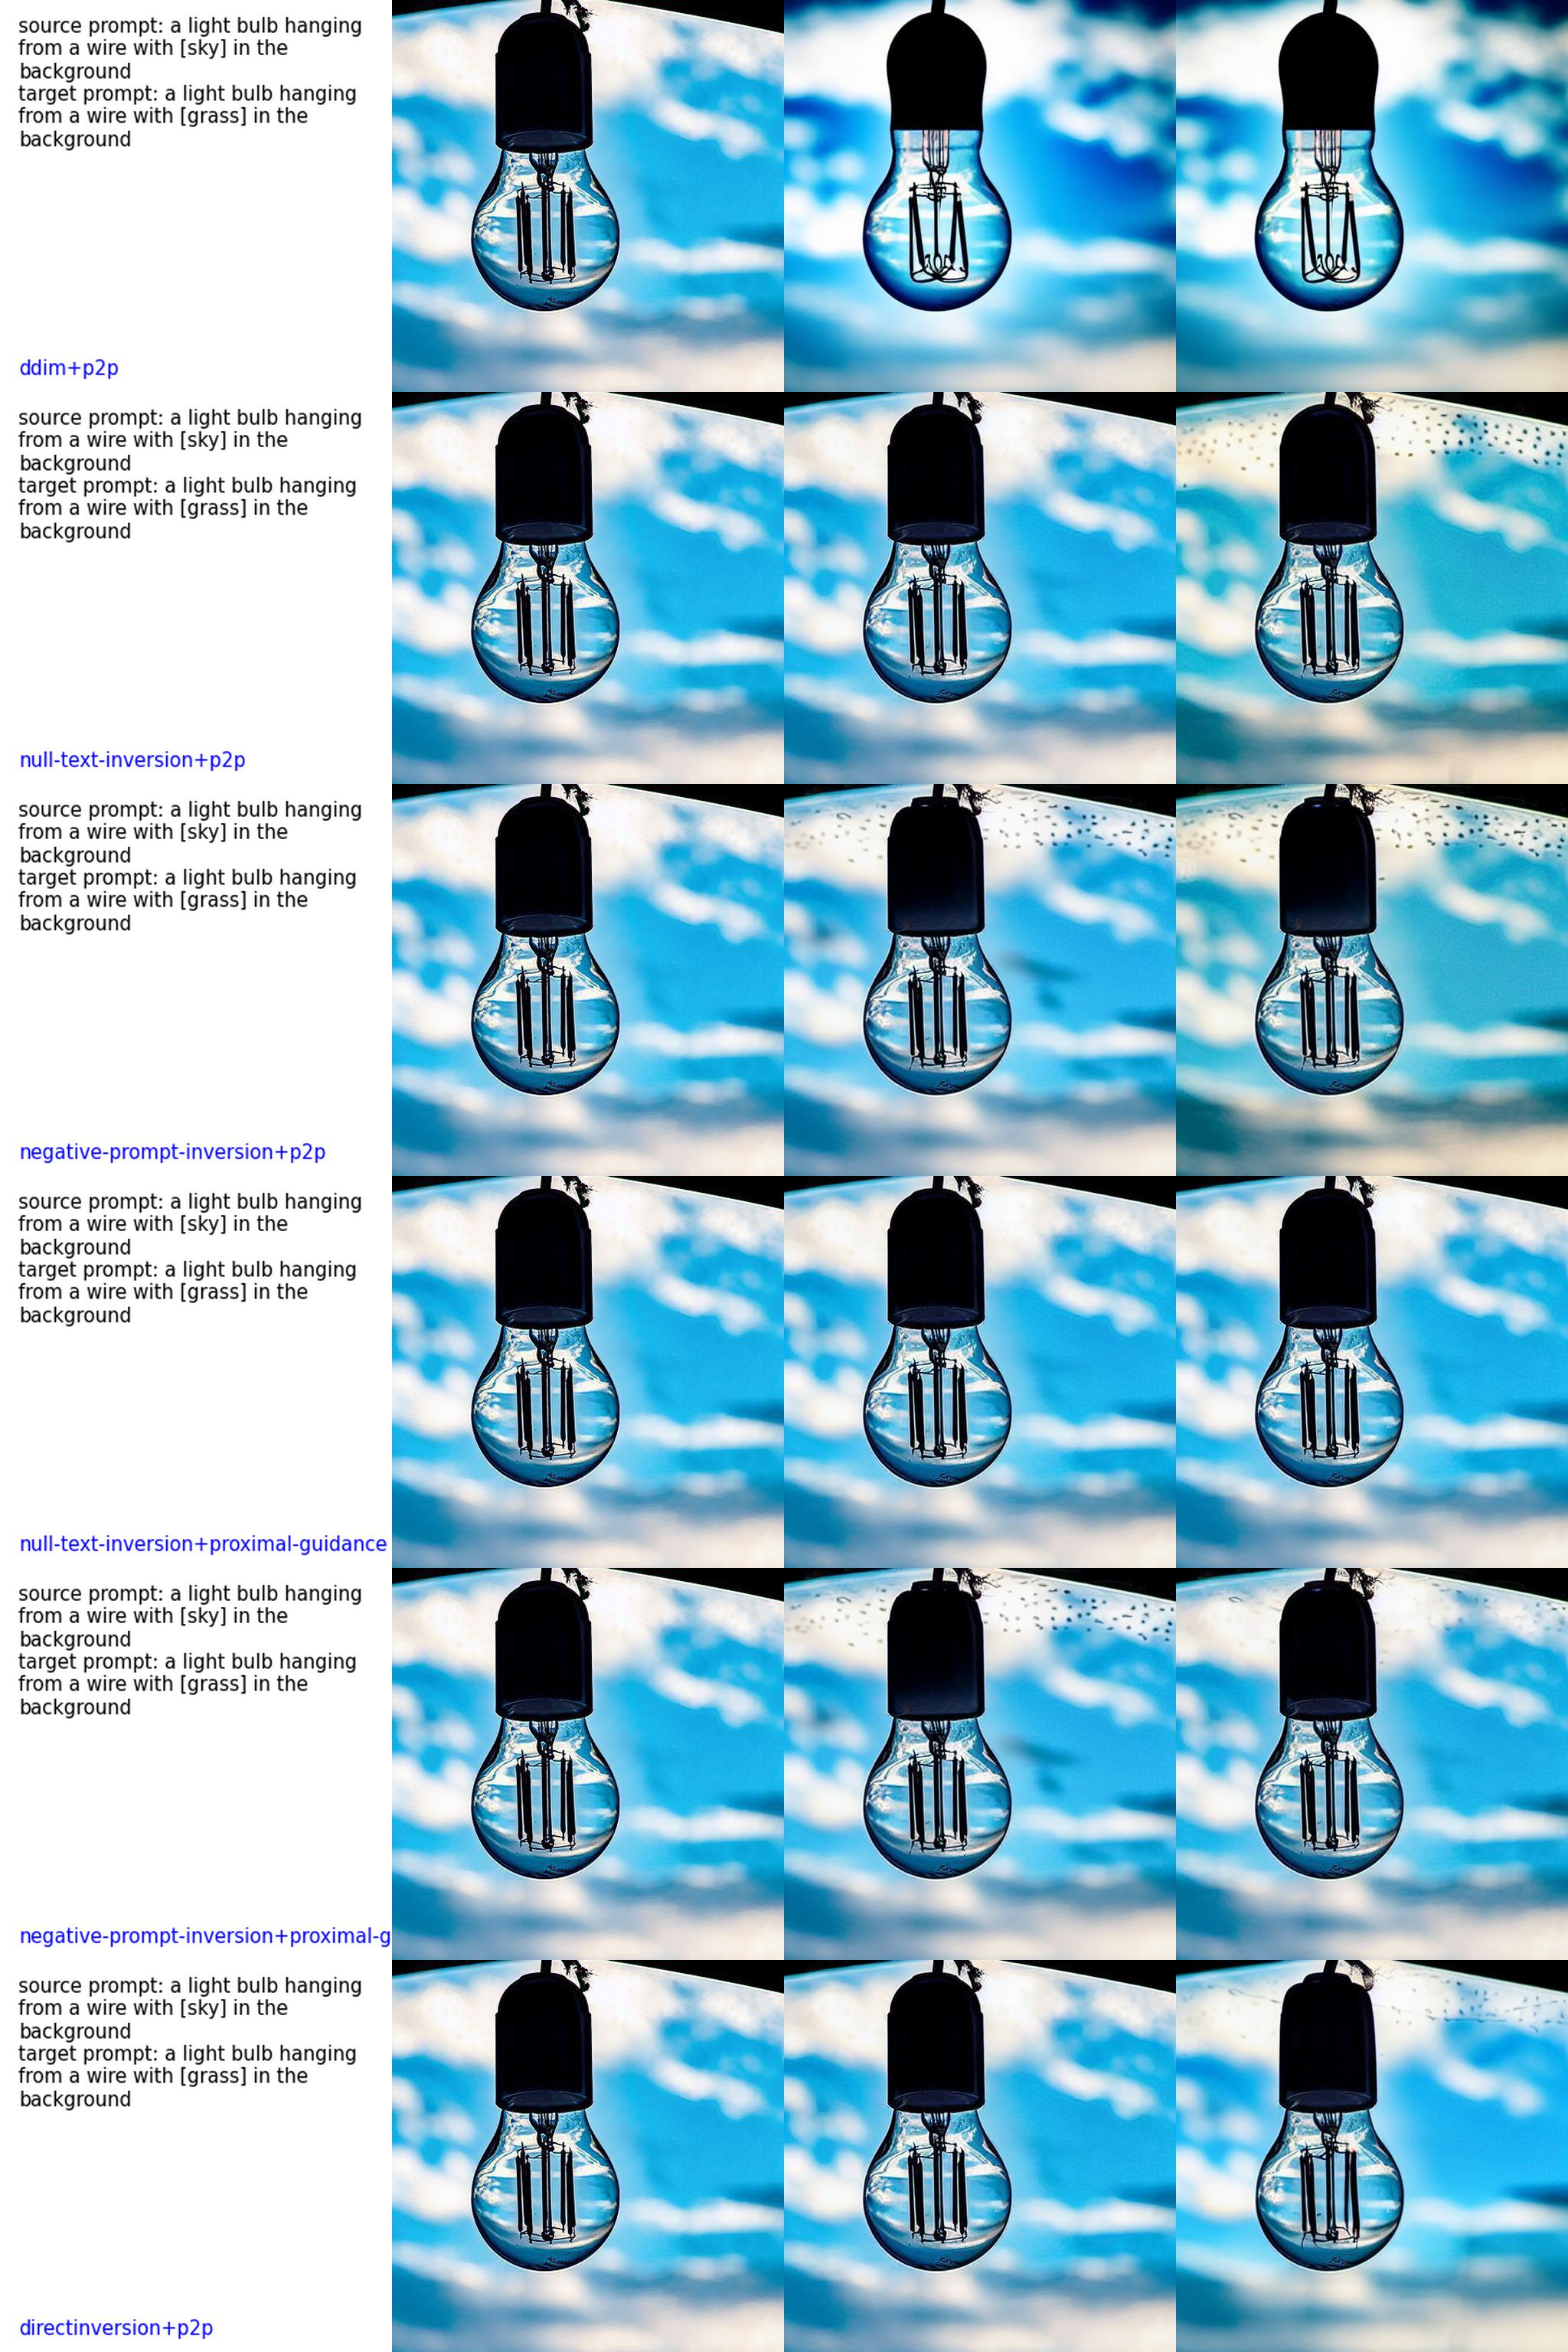 source prompt: a light bulb hanging
from a wire with [sky] in the
background
target prompt: a light bulb hanging
from a wire with [grass] in the
background
ddim+p2p
source prompt: a light bulb hanging
from a wire with [sky] in the
background
target prompt: a light bulb hanging
from a wire with [grass] in the
background
null-text-inversion+p2p
source prompt: a light bulb hanging
from a wire with [sky] in the
background
target prompt: a light bulb hanging
from a wire with [grass] in the
background
negative-prompt-inversion+p2p
source prompt: a light bulb hanging
from a wire with [sky] in the
background
target prompt: a light bulb hanging
from a wire with [grass] in the
background
null-text-inversion+proximal-guidance
source prompt: a light bulb hanging
from a wire with [sky] in the
background
target prompt: a light bulb hanging
from a wire with [grass] in the
background
negative-prompt-inversion+proximal-g
source prompt: a light bulb hanging
from a wire with [sky] in the
background
target prompt: a light bulb hanging
from a wire with [grass] in the
background
directinversion+p2p